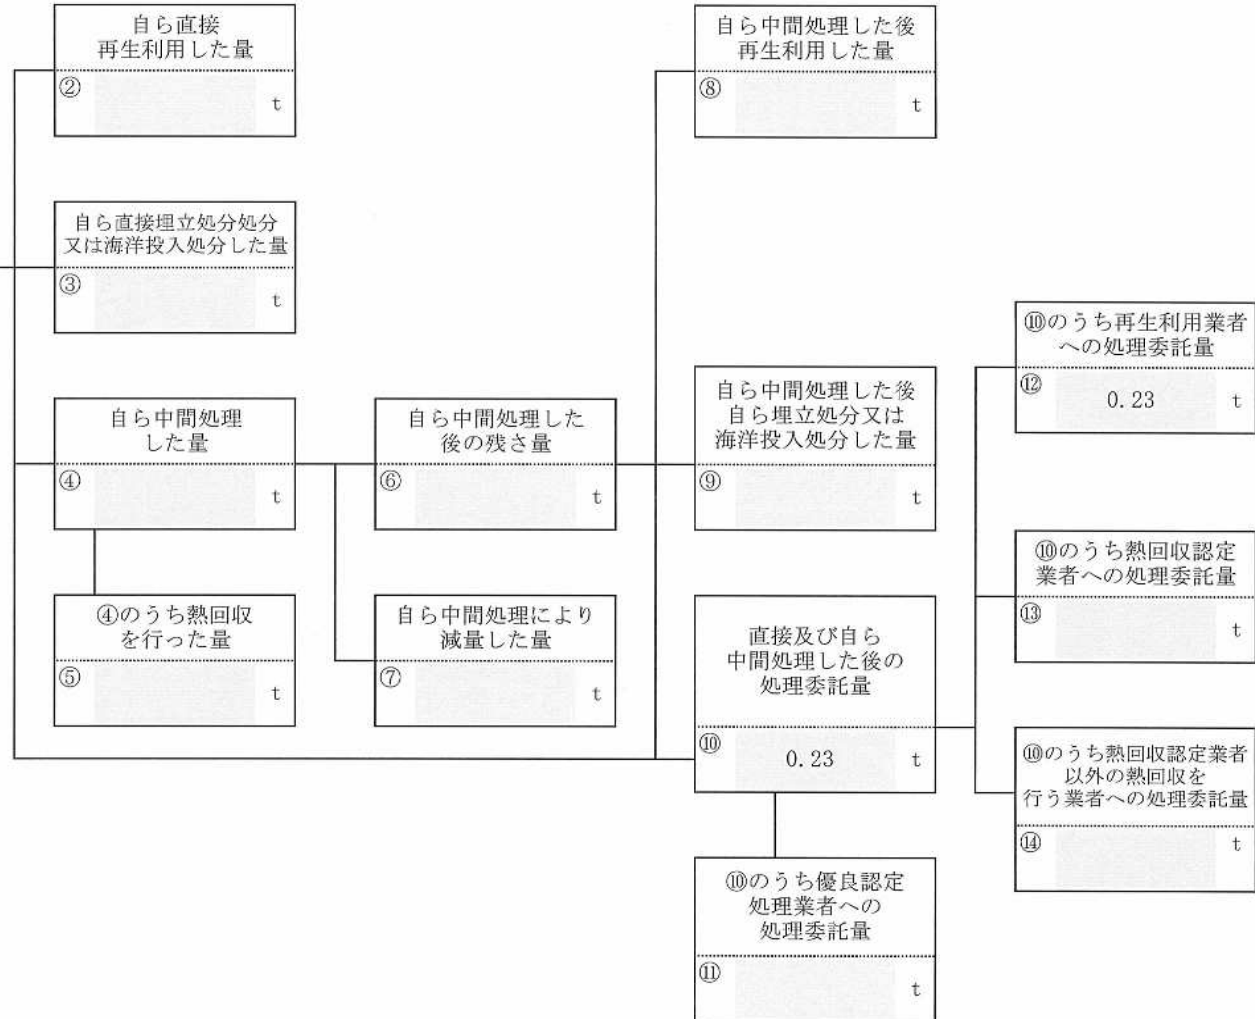 自ら直接
再生利用した量
② t
自ら直接埋立処分処分
又は海洋投入処分した量
③ t
自ら中間処理
した量
④ t
④のうち熱回収
を行った量
⑤ t
自ら中間処理した
後の残さ量
⑥ t
自ら中間処理により
減量した量
⑦ t
自ら中間処理した後
再生利用した量
⑧ t
自ら中間処理した後
自ら埋立処分又は
海洋投入処分した量
⑨ t
直接及び自ら
中間処理した後の
処理委託量
⑩ 0.23 t
⑩のうち優良認定
処理業者への
処理委託量
⑪ t
⑩のうち再生利用業者
への処理委託量
⑫ 0.23 t
⑩のうち熱回収認定
業者への処理委託量
⑬ t
⑩のうち熱回収認定業者
以外の熱回収を
行う業者への処理委託量
⑭ t